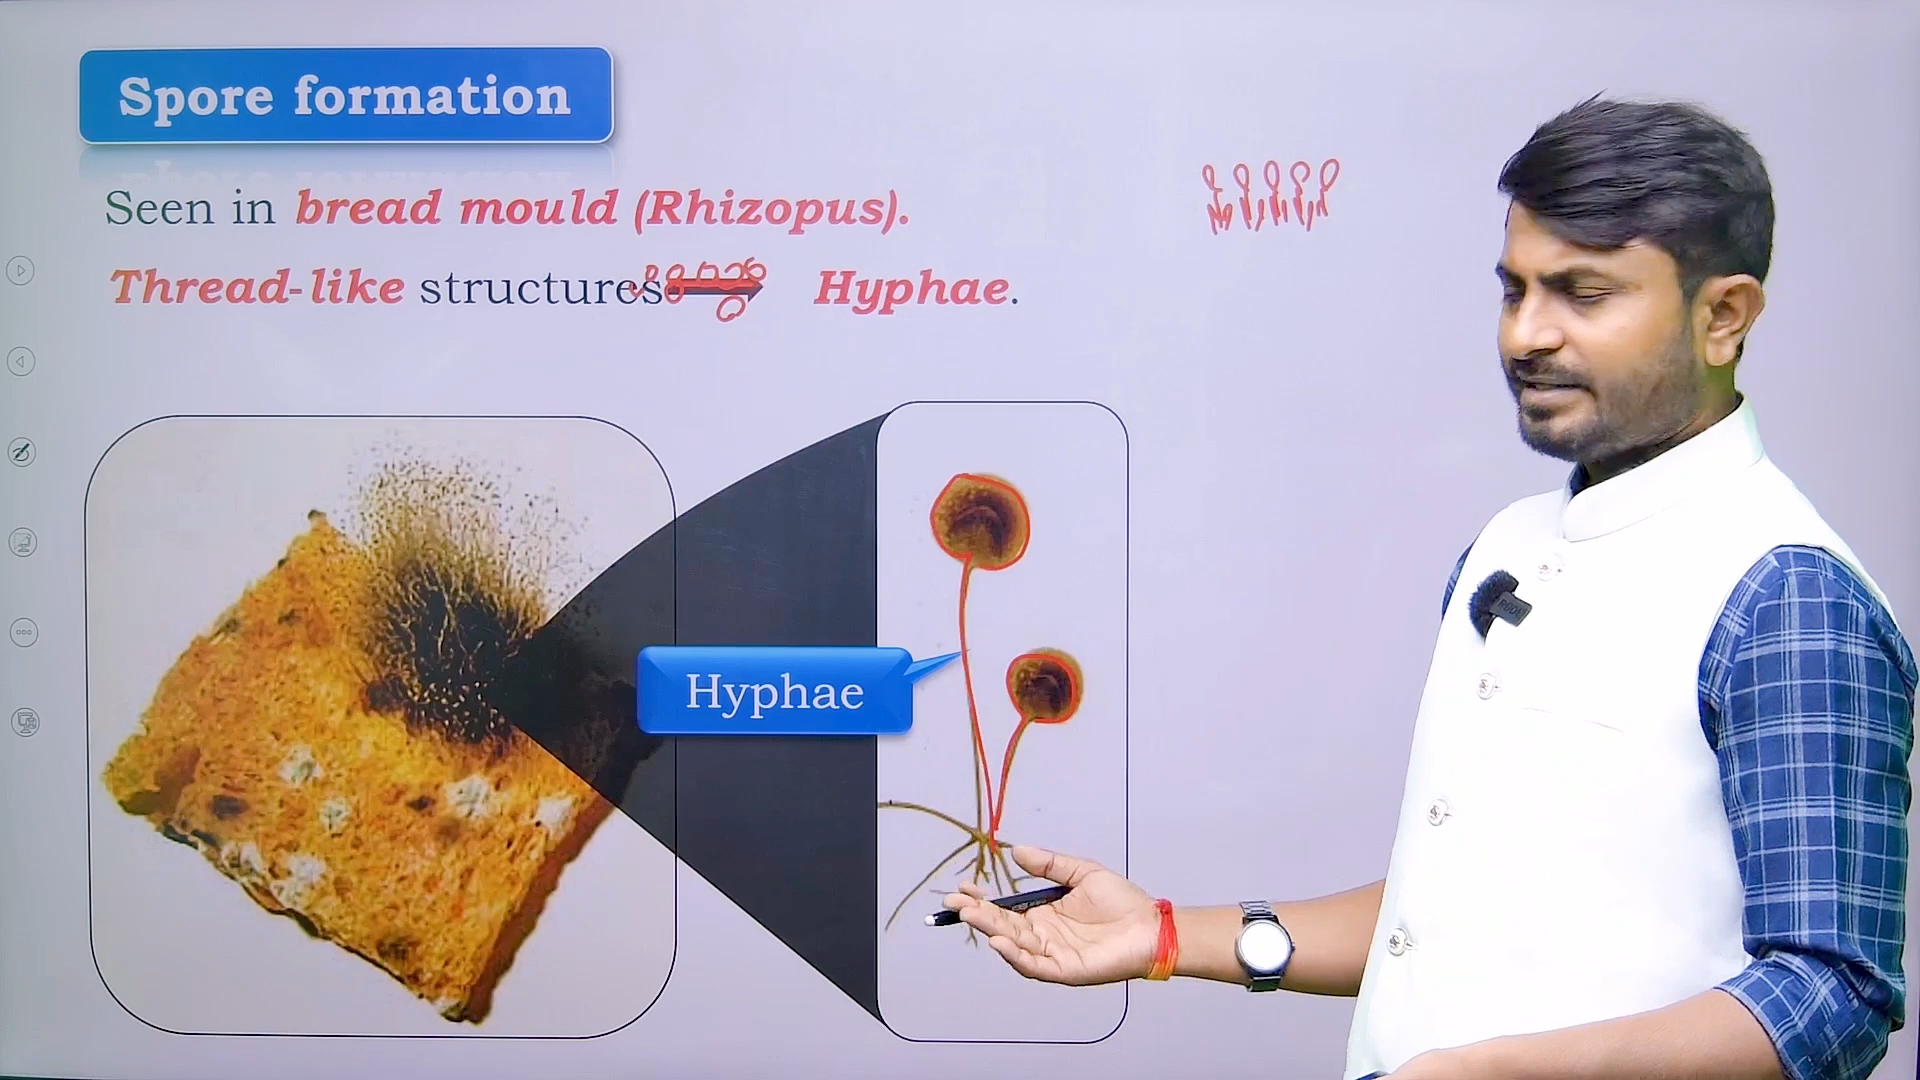 Spore formation
Seen in bread mould (Rhizopus).
Thread-like structures Hyphae.
Hyphae